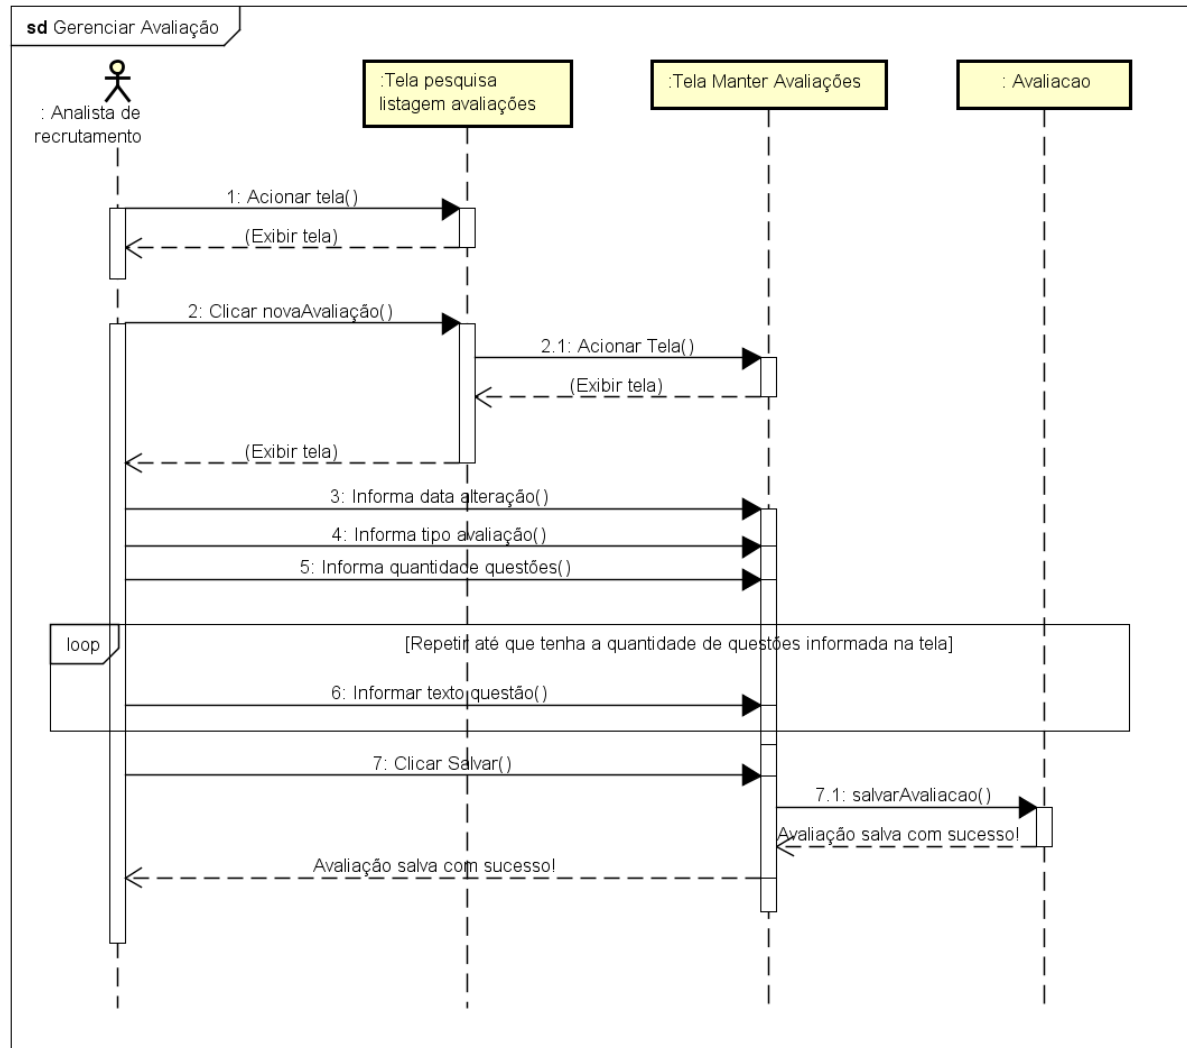 sd Gerenciar Avaliação
: Analista de
recrutamento
:Tela pesquisa
listagem avaliações
:Tela Manter Avaliações
: Avaliacao
1: Acionar tela()
(Exibir tela)
2: Clicar novaAvaliação()
2.1: Acionar Tela()
(Exibir tela)
(Exibir tela)
3: Informa data alteração()
4: Informa tipo avaliação()
5: Informa quantidade questões()
loop
[Repetir até que tenha a quantidade de questões informada na tela]
6: Informar texto questão()
7: Clicar Salvar()
7.1: salvarAvaliacao()
Avaliação salva com sucesso!
Avaliação salva com sucesso!